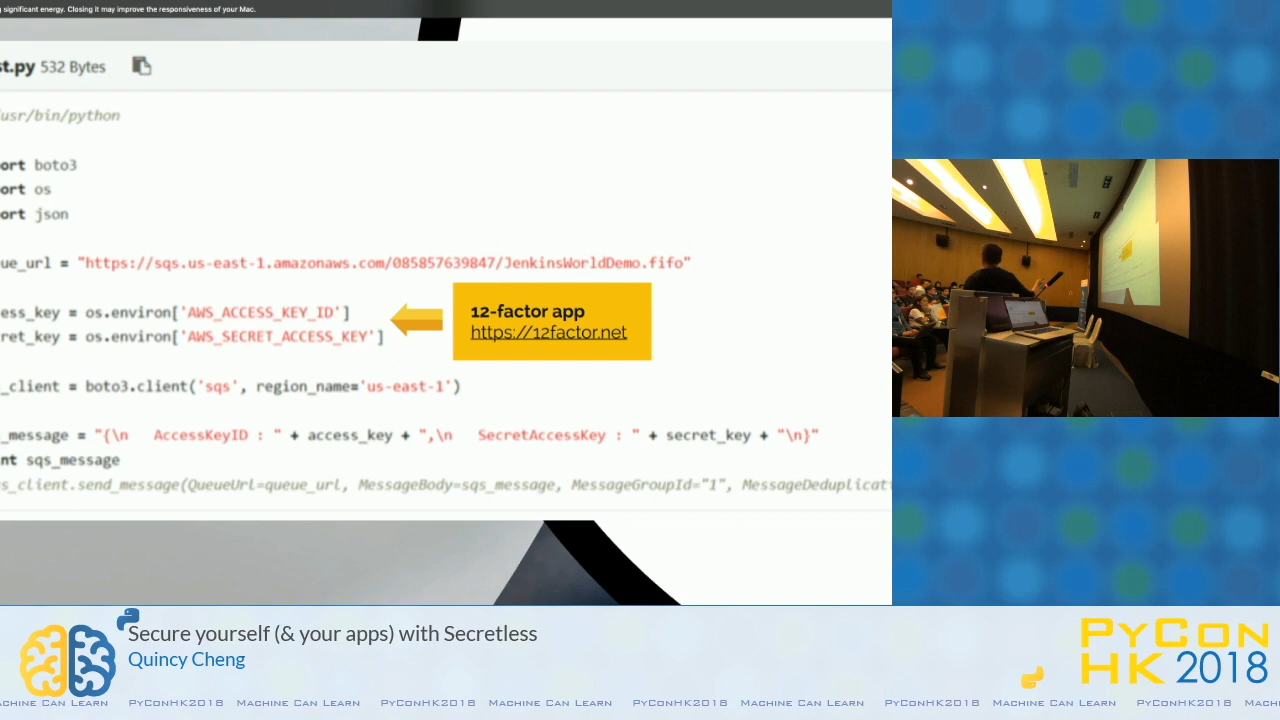 g significant energy. Closing it may improve the responsiveness of your Mac.
st.py 532 Bytes
/usr/bin/python
ort boto3
ort os
ort json
ue_url = "https://sqs.us-east-1.amazonaws.com/085857639847/JenkinsWorldDemo.fifo"
ess_key = os.environ['AWS_ACCESS_KEY_ID']
ret_key = os.environ['AWS_SECRET_ACCESS_KEY']
12-factor app
https://12factor.net
_client = boto3.client('sqs', region_name='us-east-1')
_message = "{\n   AccessKeyID : " + access_key + ",\n   SecretAccessKey : " + secret_key + "\n}"
nt sqs_message
s_client.send_message(QueueUrl=queue_url, MessageBody=sqs_message, MessageGroupId="1", MessageDeduplicat
Secure yourself (& your apps) with Secretless
Quincy Cheng
PyCon
HK 2018
achine Can Learn PyConHK2018 Machine Can Learn PyConHK2018 Machine Can Learn PyConHK2018 Machine Can Learn PyConHK2018 Machine Can Learn PyConHK2018 Mach